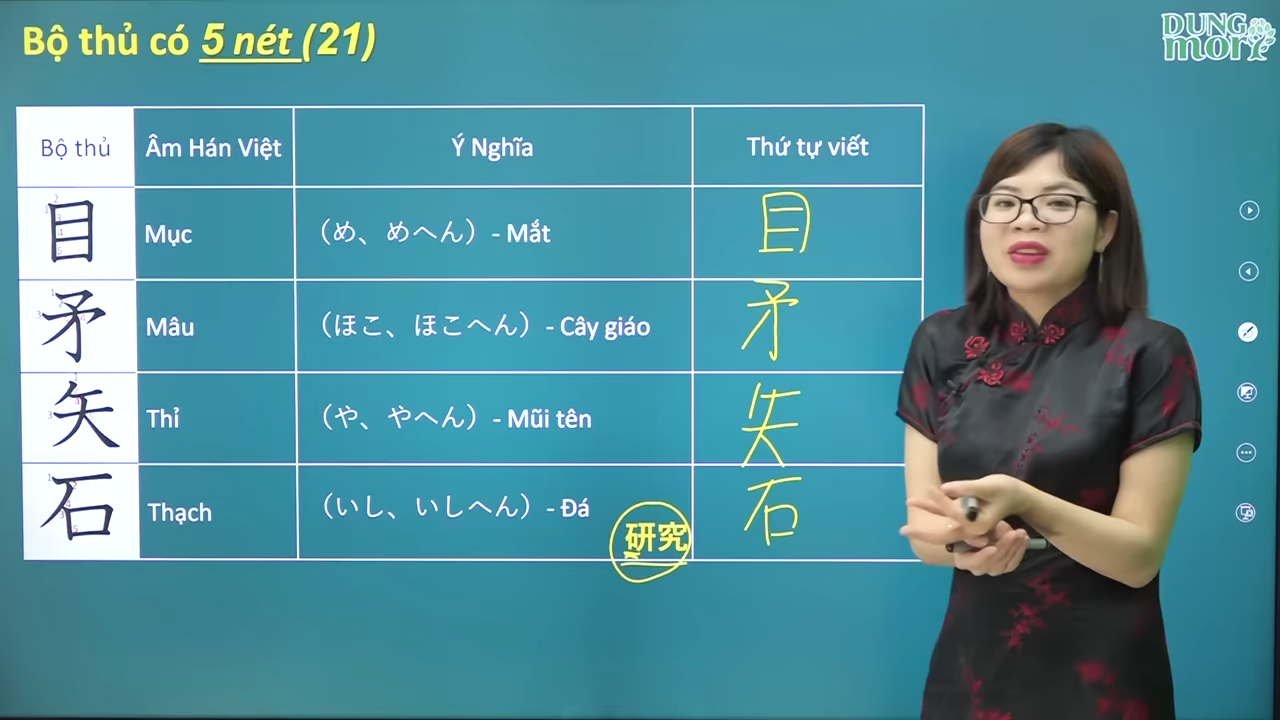 Bộ thủ có 5 nét (21)
DUNG
mori
Bộ thủ Âm Hán Việt Ý Nghĩa Thứ tự viết
目 Mục (め、めへん) - Mắt 目
矛 Mâu (ほこ、ほこへん) - Cây giáo 矛
矢 Thỉ (や、やへん) - Mũi tên 矢
石 Thạch (いし、いしへん) - Đá 石
研究